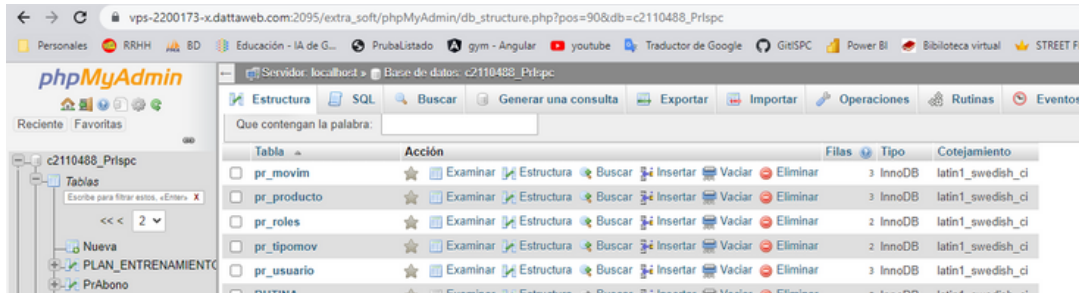 vps-2200173-x.dattaweb.com:2095/extra_soft/phpMyAdmin/db_structure.php?pos=90&db=c2110488_PrIspc
Personales RRHH BD Educación - IA de G... PrubaListado gym - Angular youtube Traductor de Google GitISPC Power BI Biblioteca virtual STREET F
phpMyAdmin
Reciente Favoritas
c2110488_PrIspc
Tablas
Escribe para filtrar estos, «Enter» X
<< < 2
Nueva
PLAN_ENTRENAMIENTO
PrAbono
Servidor: localhost » Base de datos: c2110488_PrIspc
Estructura SQL Buscar Generar una consulta Exportar Importar Operaciones Rutinas Eventos
Que contengan la palabra:
Tabla Acción Filas Tipo Cotejamiento
pr_movim Examinar Estructura Buscar Insertar Vaciar Eliminar 3 InnoDB latin1_swedish_ci
pr_producto Examinar Estructura Buscar Insertar Vaciar Eliminar 3 InnoDB latin1_swedish_ci
pr_roles Examinar Estructura Buscar Insertar Vaciar Eliminar 2 InnoDB latin1_swedish_ci
pr_tipomov Examinar Estructura Buscar Insertar Vaciar Eliminar 2 InnoDB latin1_swedish_ci
pr_usuario Examinar Estructura Buscar Insertar Vaciar Eliminar 3 InnoDB latin1_swedish_ci